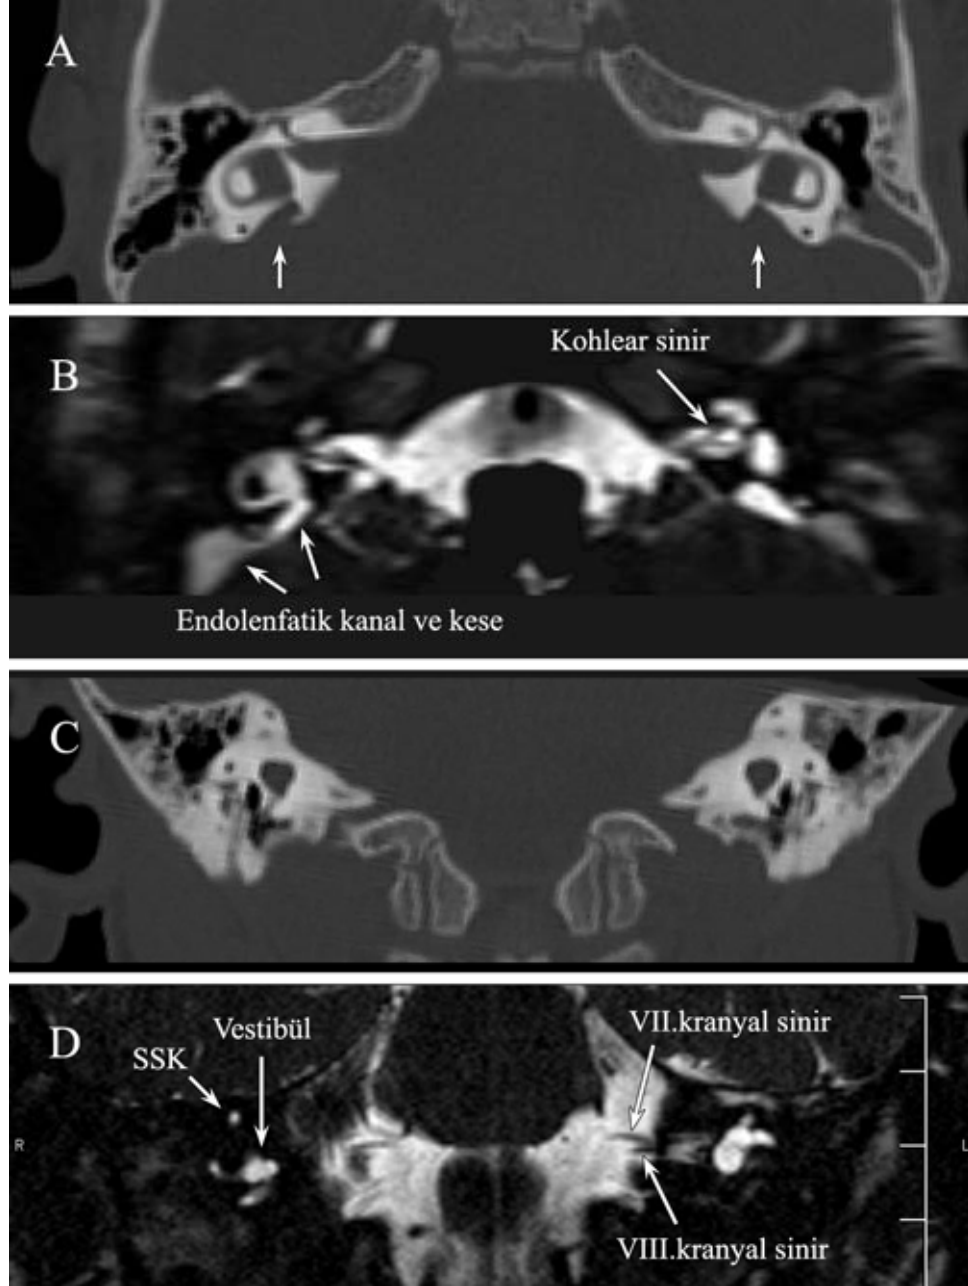 A
B
Kohlear sinir
Endolenfatik kanal ve kese
C
D
Vestibül
VII.kranyal sinir
SSK
R
L
VIII.kranyal sinir